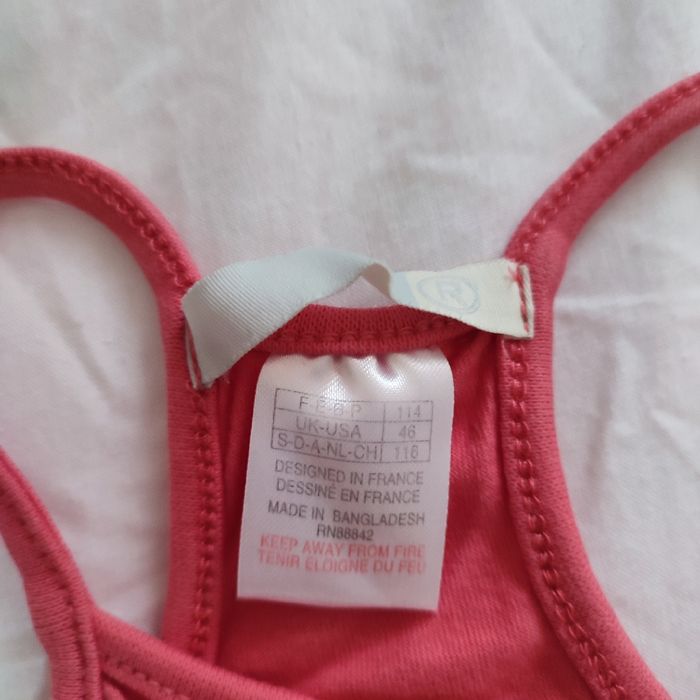 R
F-E-B-P 114
UK-USA 46
S-D-A-NL-CH 116
DESIGNED IN FRANCE
DESSINÉ EN FRANCE
MADE IN BANGLADESH
RN88842
KEEP AWAY FROM FIRE
TENIR ÉLOIGNE DU FEU